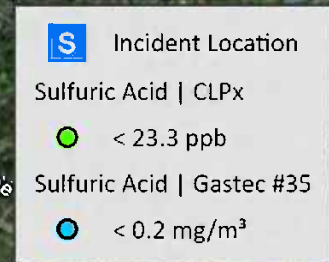 S Incident Location
Sulfuric Acid | CLPx
< 23.3 ppb
Sulfuric Acid | Gastec #35
< 0.2 mg/m³